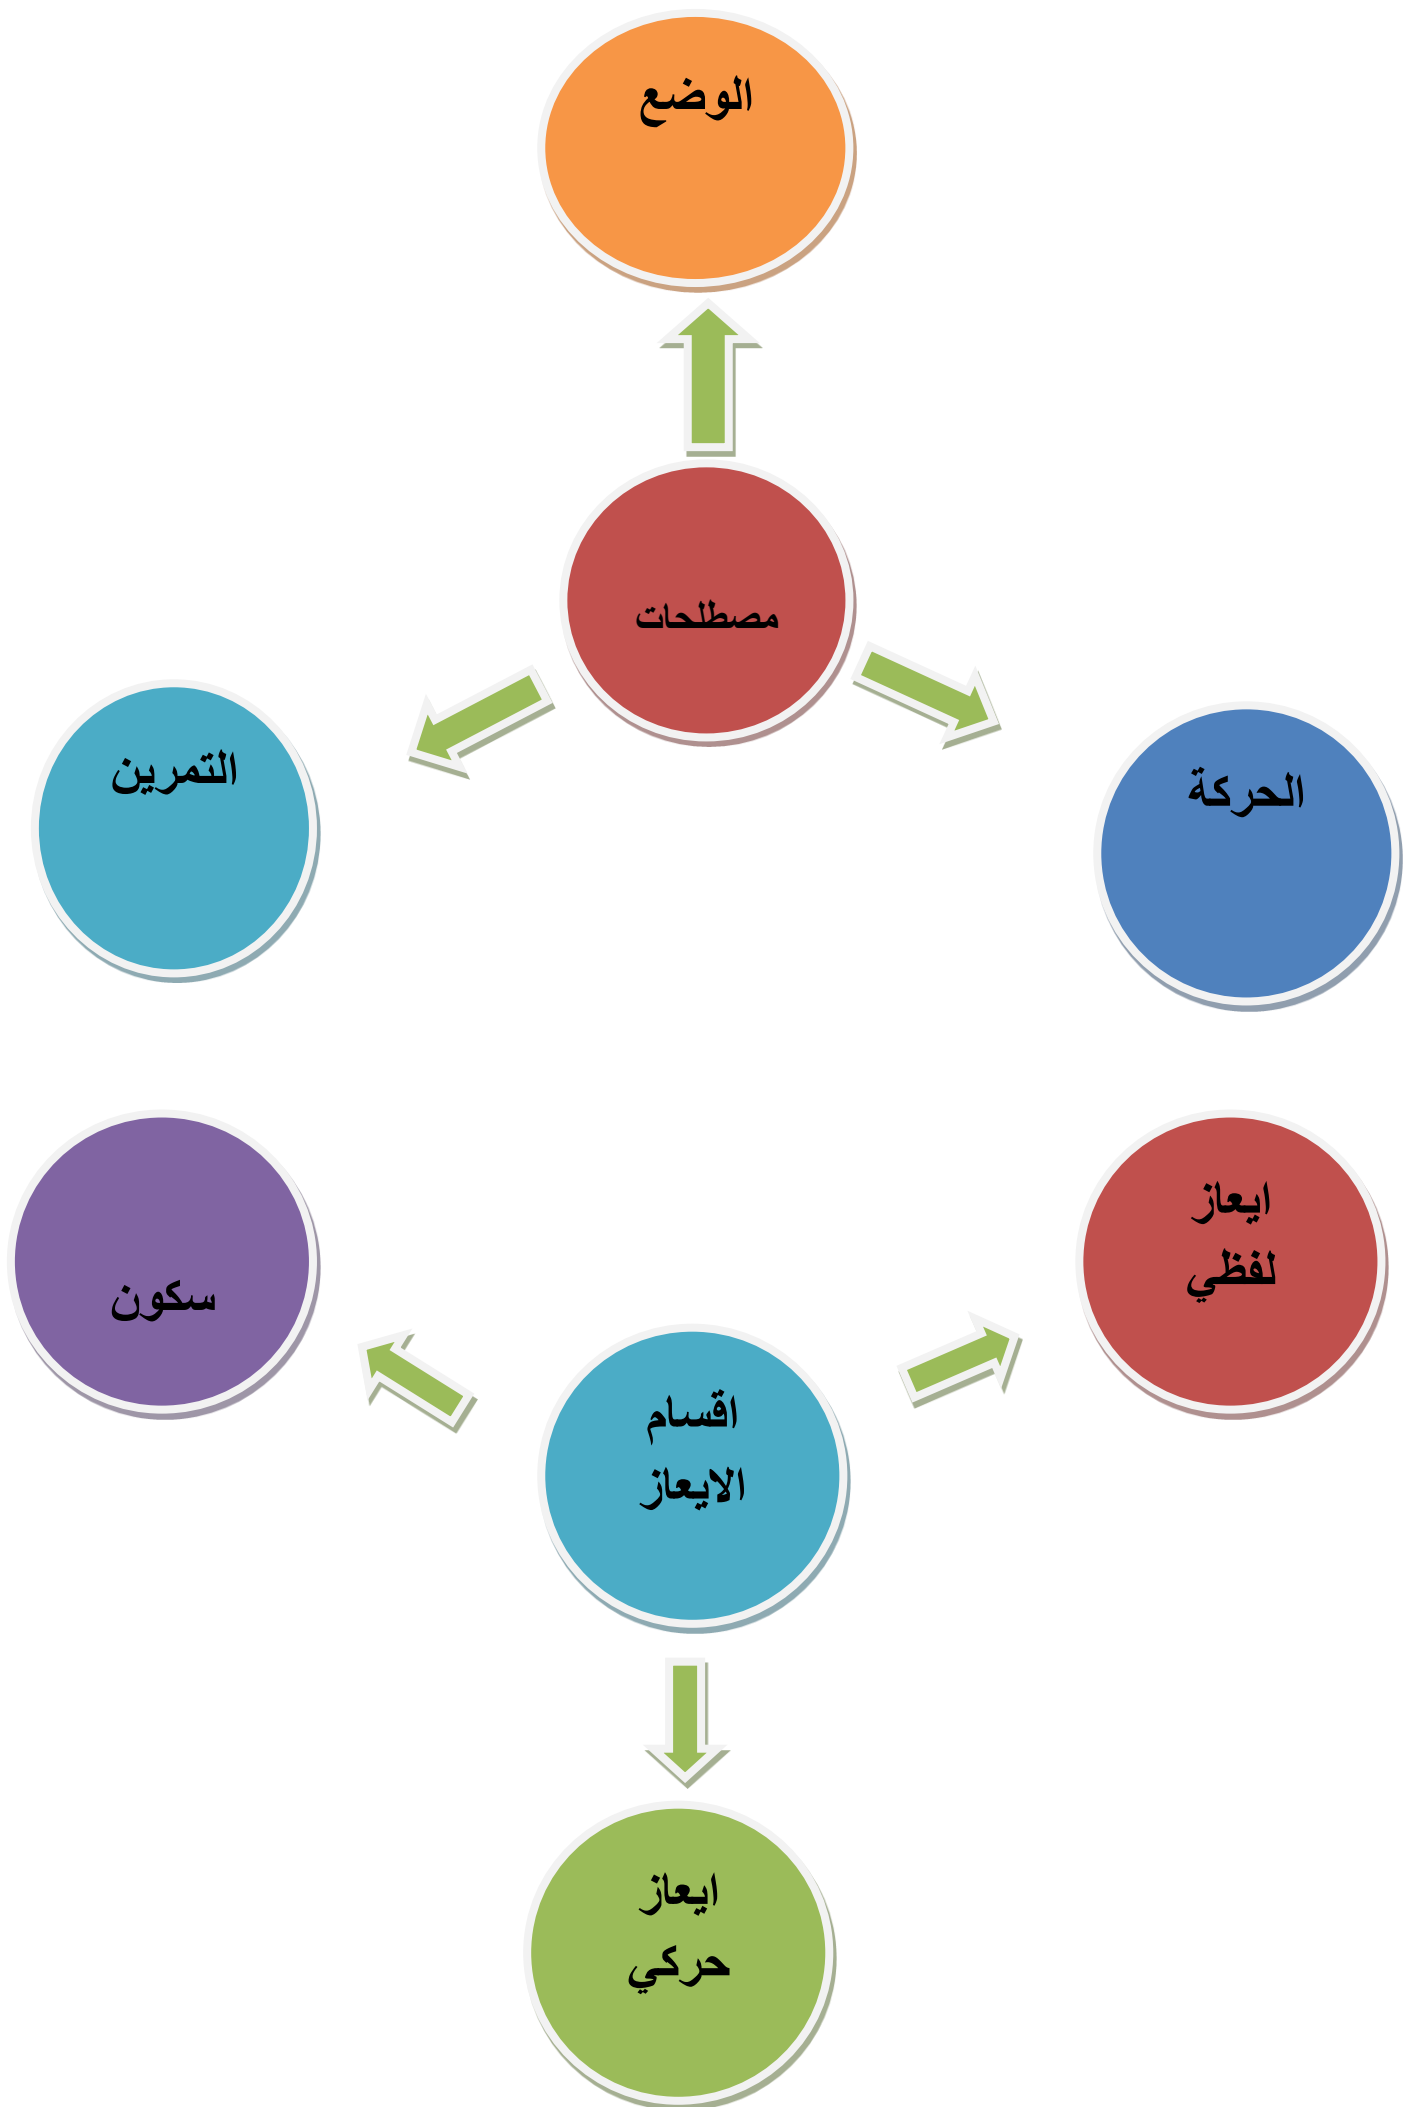 الوضع
مصطلحات
الحركة
التمرين
ايعاز
لفظي
سكون
اقسام
الايعاز
ايعاز
حركي